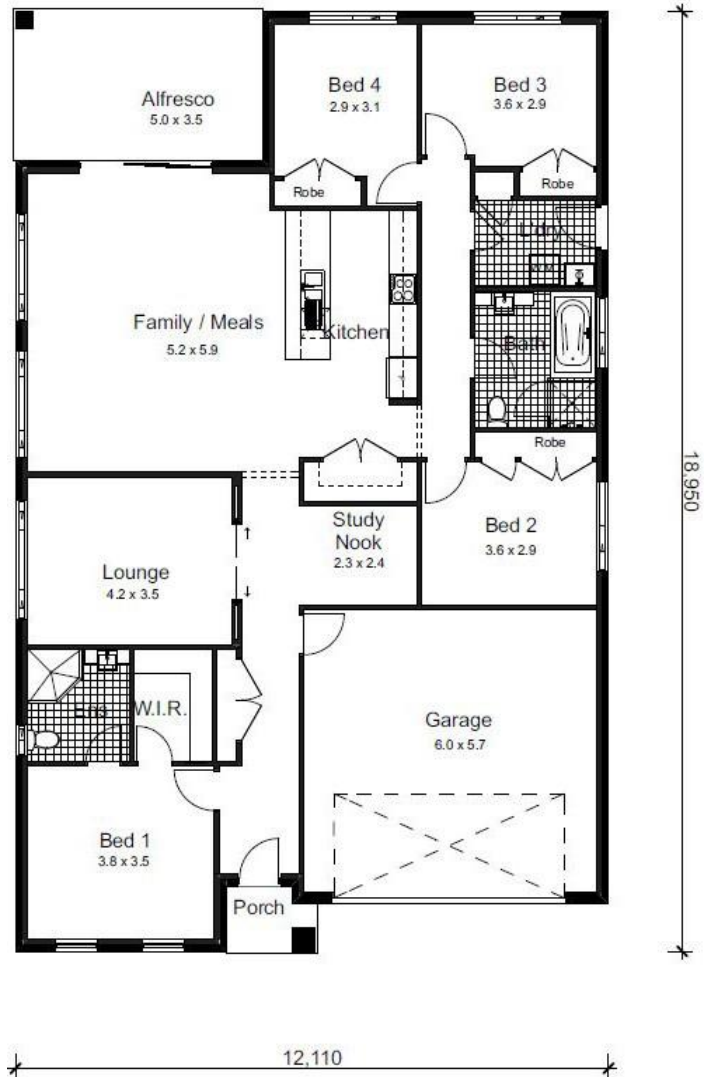 Alfresco
5.0 x 3.5
Bed 4
2.9 x 3.1
Bed 3
3.6 x 2.9
Robe
Robe
L'dry
W.M
Family / Meals
5.2 x 5.9
Kitchen
Bath
Robe
18,950
Study
Nook
2.3 x 2.4
Bed 2
3.6 x 2.9
Lounge
4.2 x 3.5
Ens
W.I.R.
Garage
6.0 x 5.7
Bed 1
3.8 x 3.5
Porch
12,110